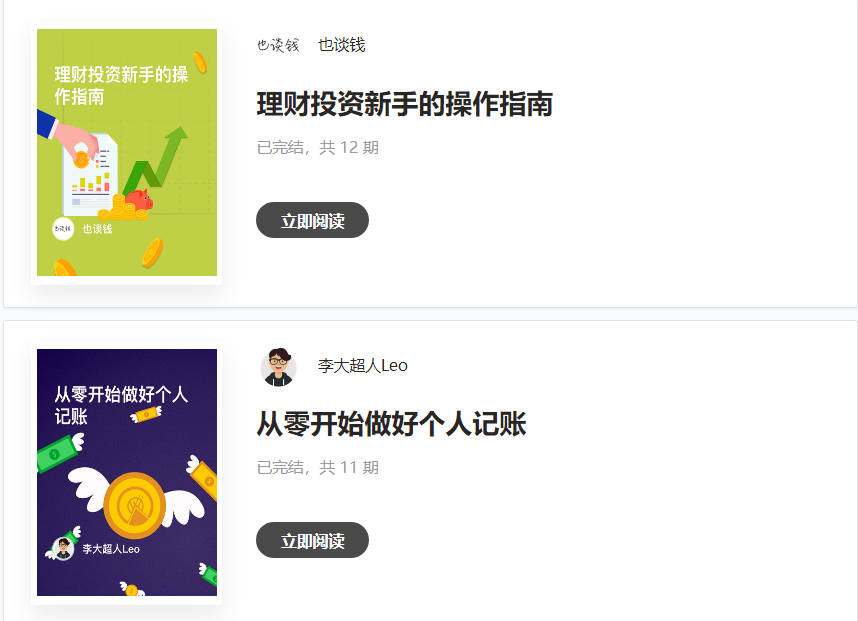 理财投资新手的操
作指南
也谈钱
也谈钱
也谈钱 也谈钱
理财投资新手的操作指南
已完结，共 12 期
立即阅读
从零开始做好个人
记账
李大超人Leo
李大超人Leo
从零开始做好个人记账
已完结，共 11 期
立即阅读